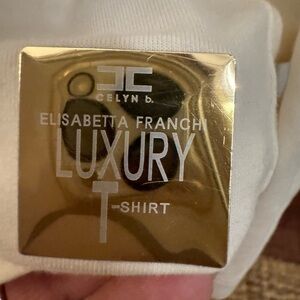 CELYN b.
ELISABETTA FRANCHI
LUXURY
T-SHIRT